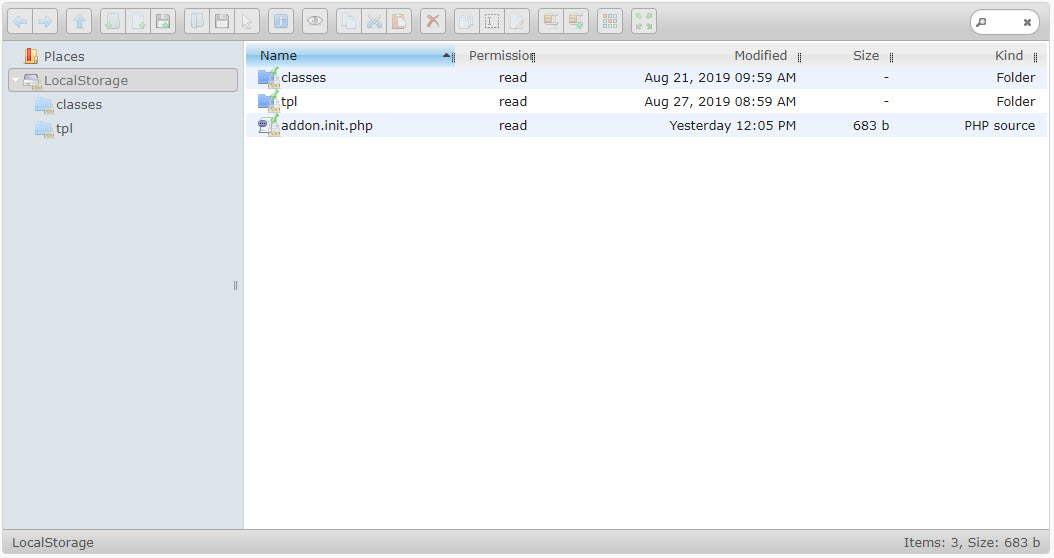 Places
LocalStorage
classes
tpl
Name Permission Modified Size Kind
classes read Aug 21, 2019 09:59 AM - Folder
tpl read Aug 27, 2019 08:59 AM - Folder
addon.init.php read Yesterday 12:05 PM 683 b PHP source
LocalStorage Items: 3, Size: 683 b